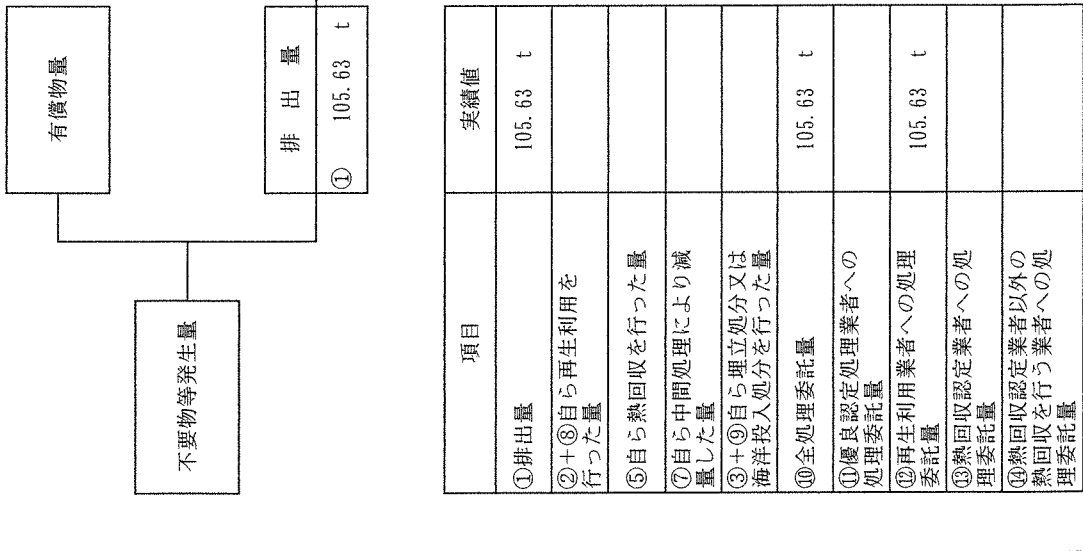 不要物等発生量
有償物量
排 出 量
① 105.63 t
項目 実績値
①排出量 105.63 t
②+⑧自ら再生利用を
行った量
⑤自ら熱回収を行った量
⑦自ら中間処理により減
量した量
③+⑨自ら埋立処分又は
海洋投入処分を行った量
⑩全処理委託量 105.63 t
⑪優良認定処理業者への
処理委託量
⑫再生利用業者への処理
委託量 105.63 t
⑬熱回収認定業者への処
理委託量
⑭熱回収認定業者以外の
熱回収を行う業者への処
理委託量